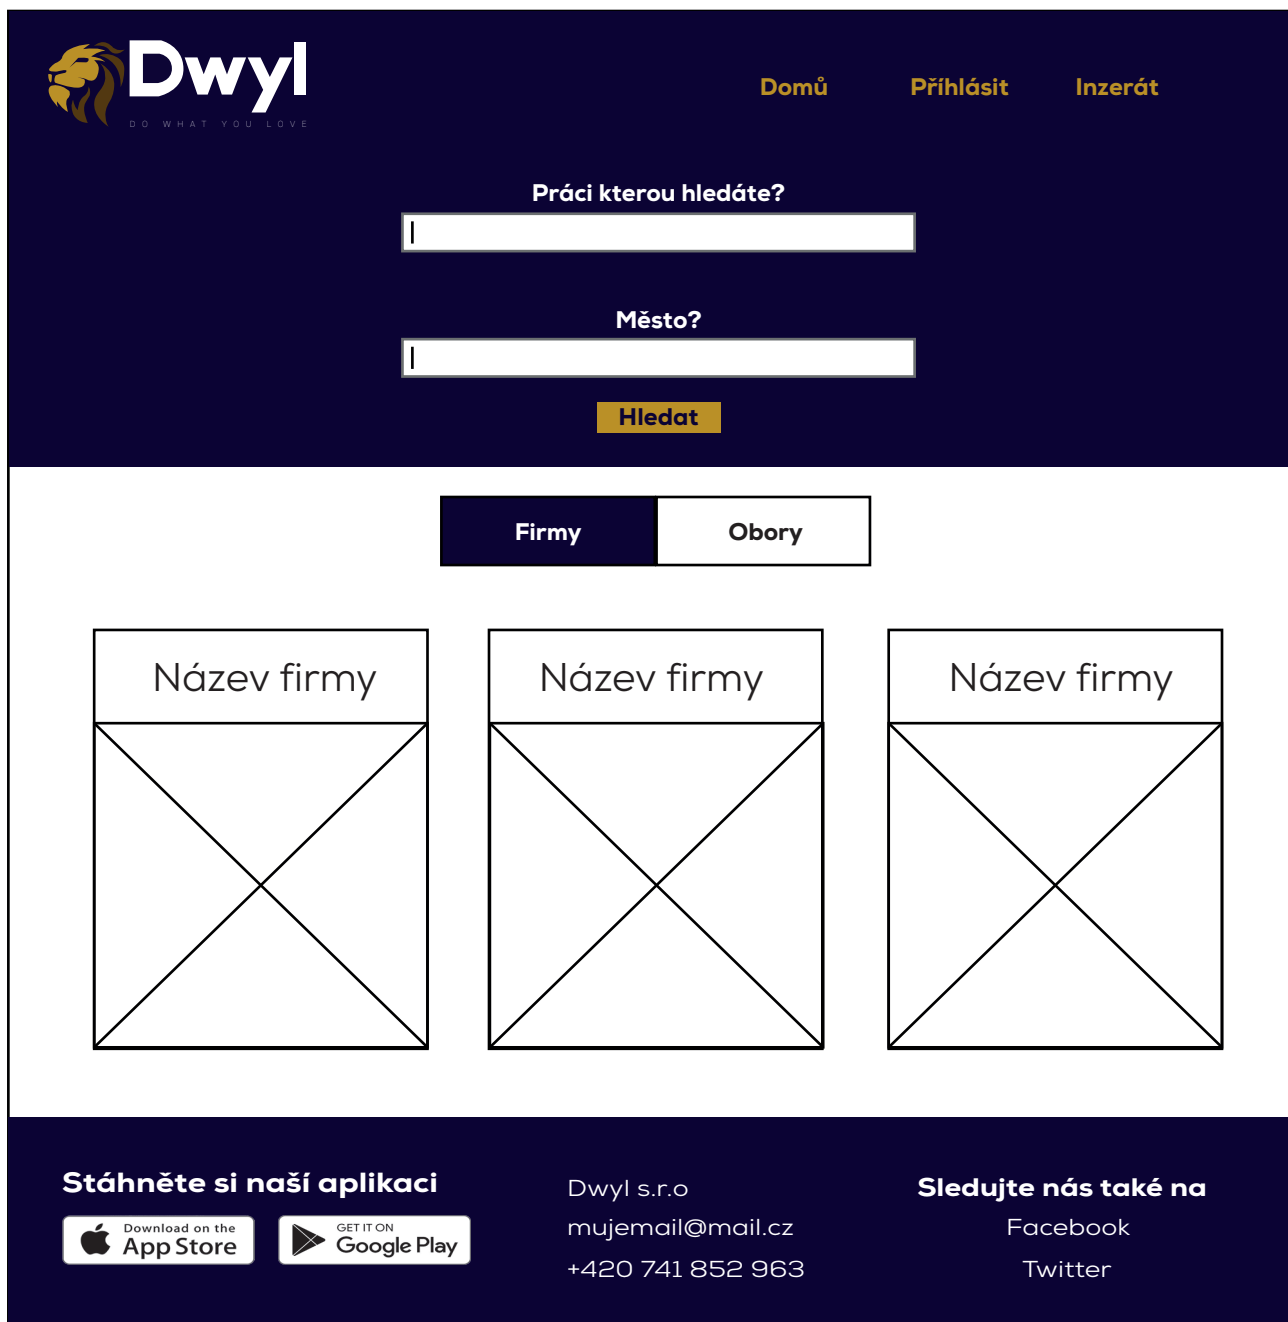 Dwyl
DO WHAT YOU LOVE
Domů
Příhlásit
Inzerát
Práci kterou hledáte?
Město?
Hledat
Firmy
Obory
Název firmy
Název firmy
Název firmy
Stáhněte si naší aplikaci
Download on the
App Store
GET IT ON
Google Play
Dwyl s.r.o
mujemail@mail.cz
+420 741 852 963
Sledujte nás také na
Facebook
Twitter